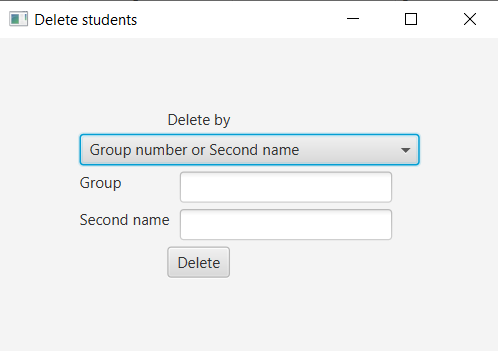 Delete students
Delete by
Group number or Second name
Group
Second name
Delete